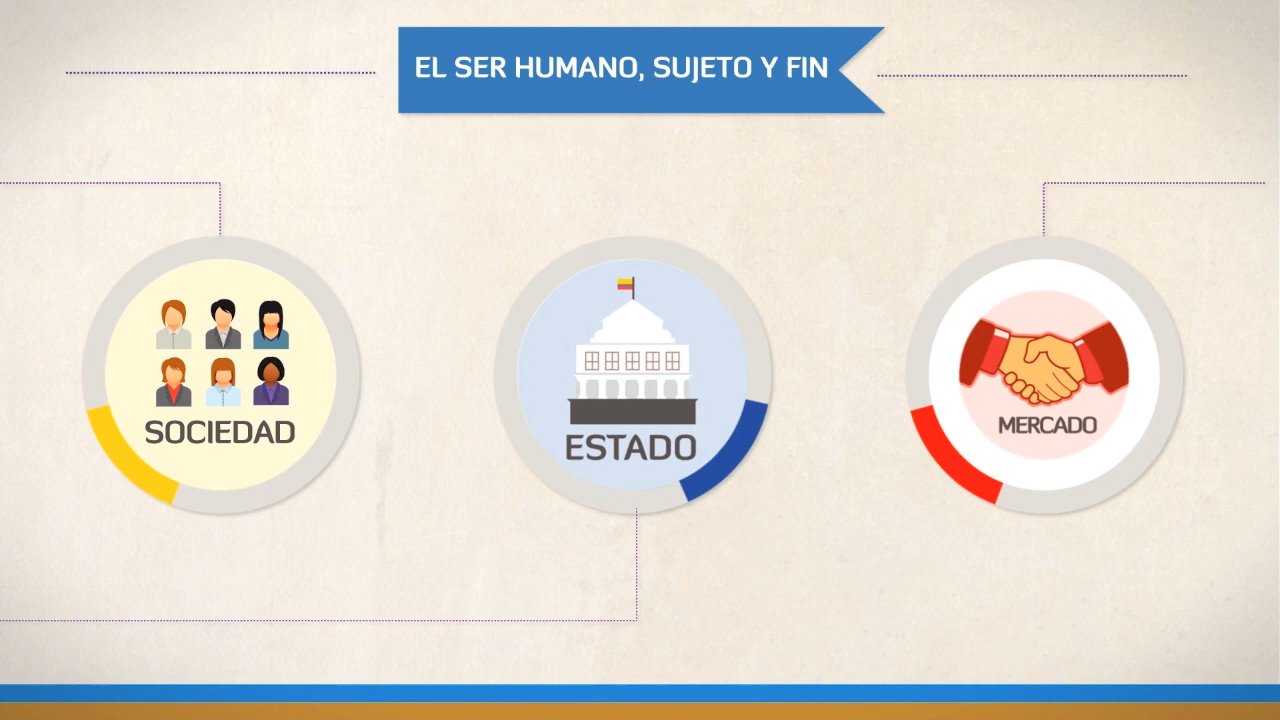 EL SER HUMANO, SUJETO Y FIN
SOCIEDAD
ESTADO
MERCADO